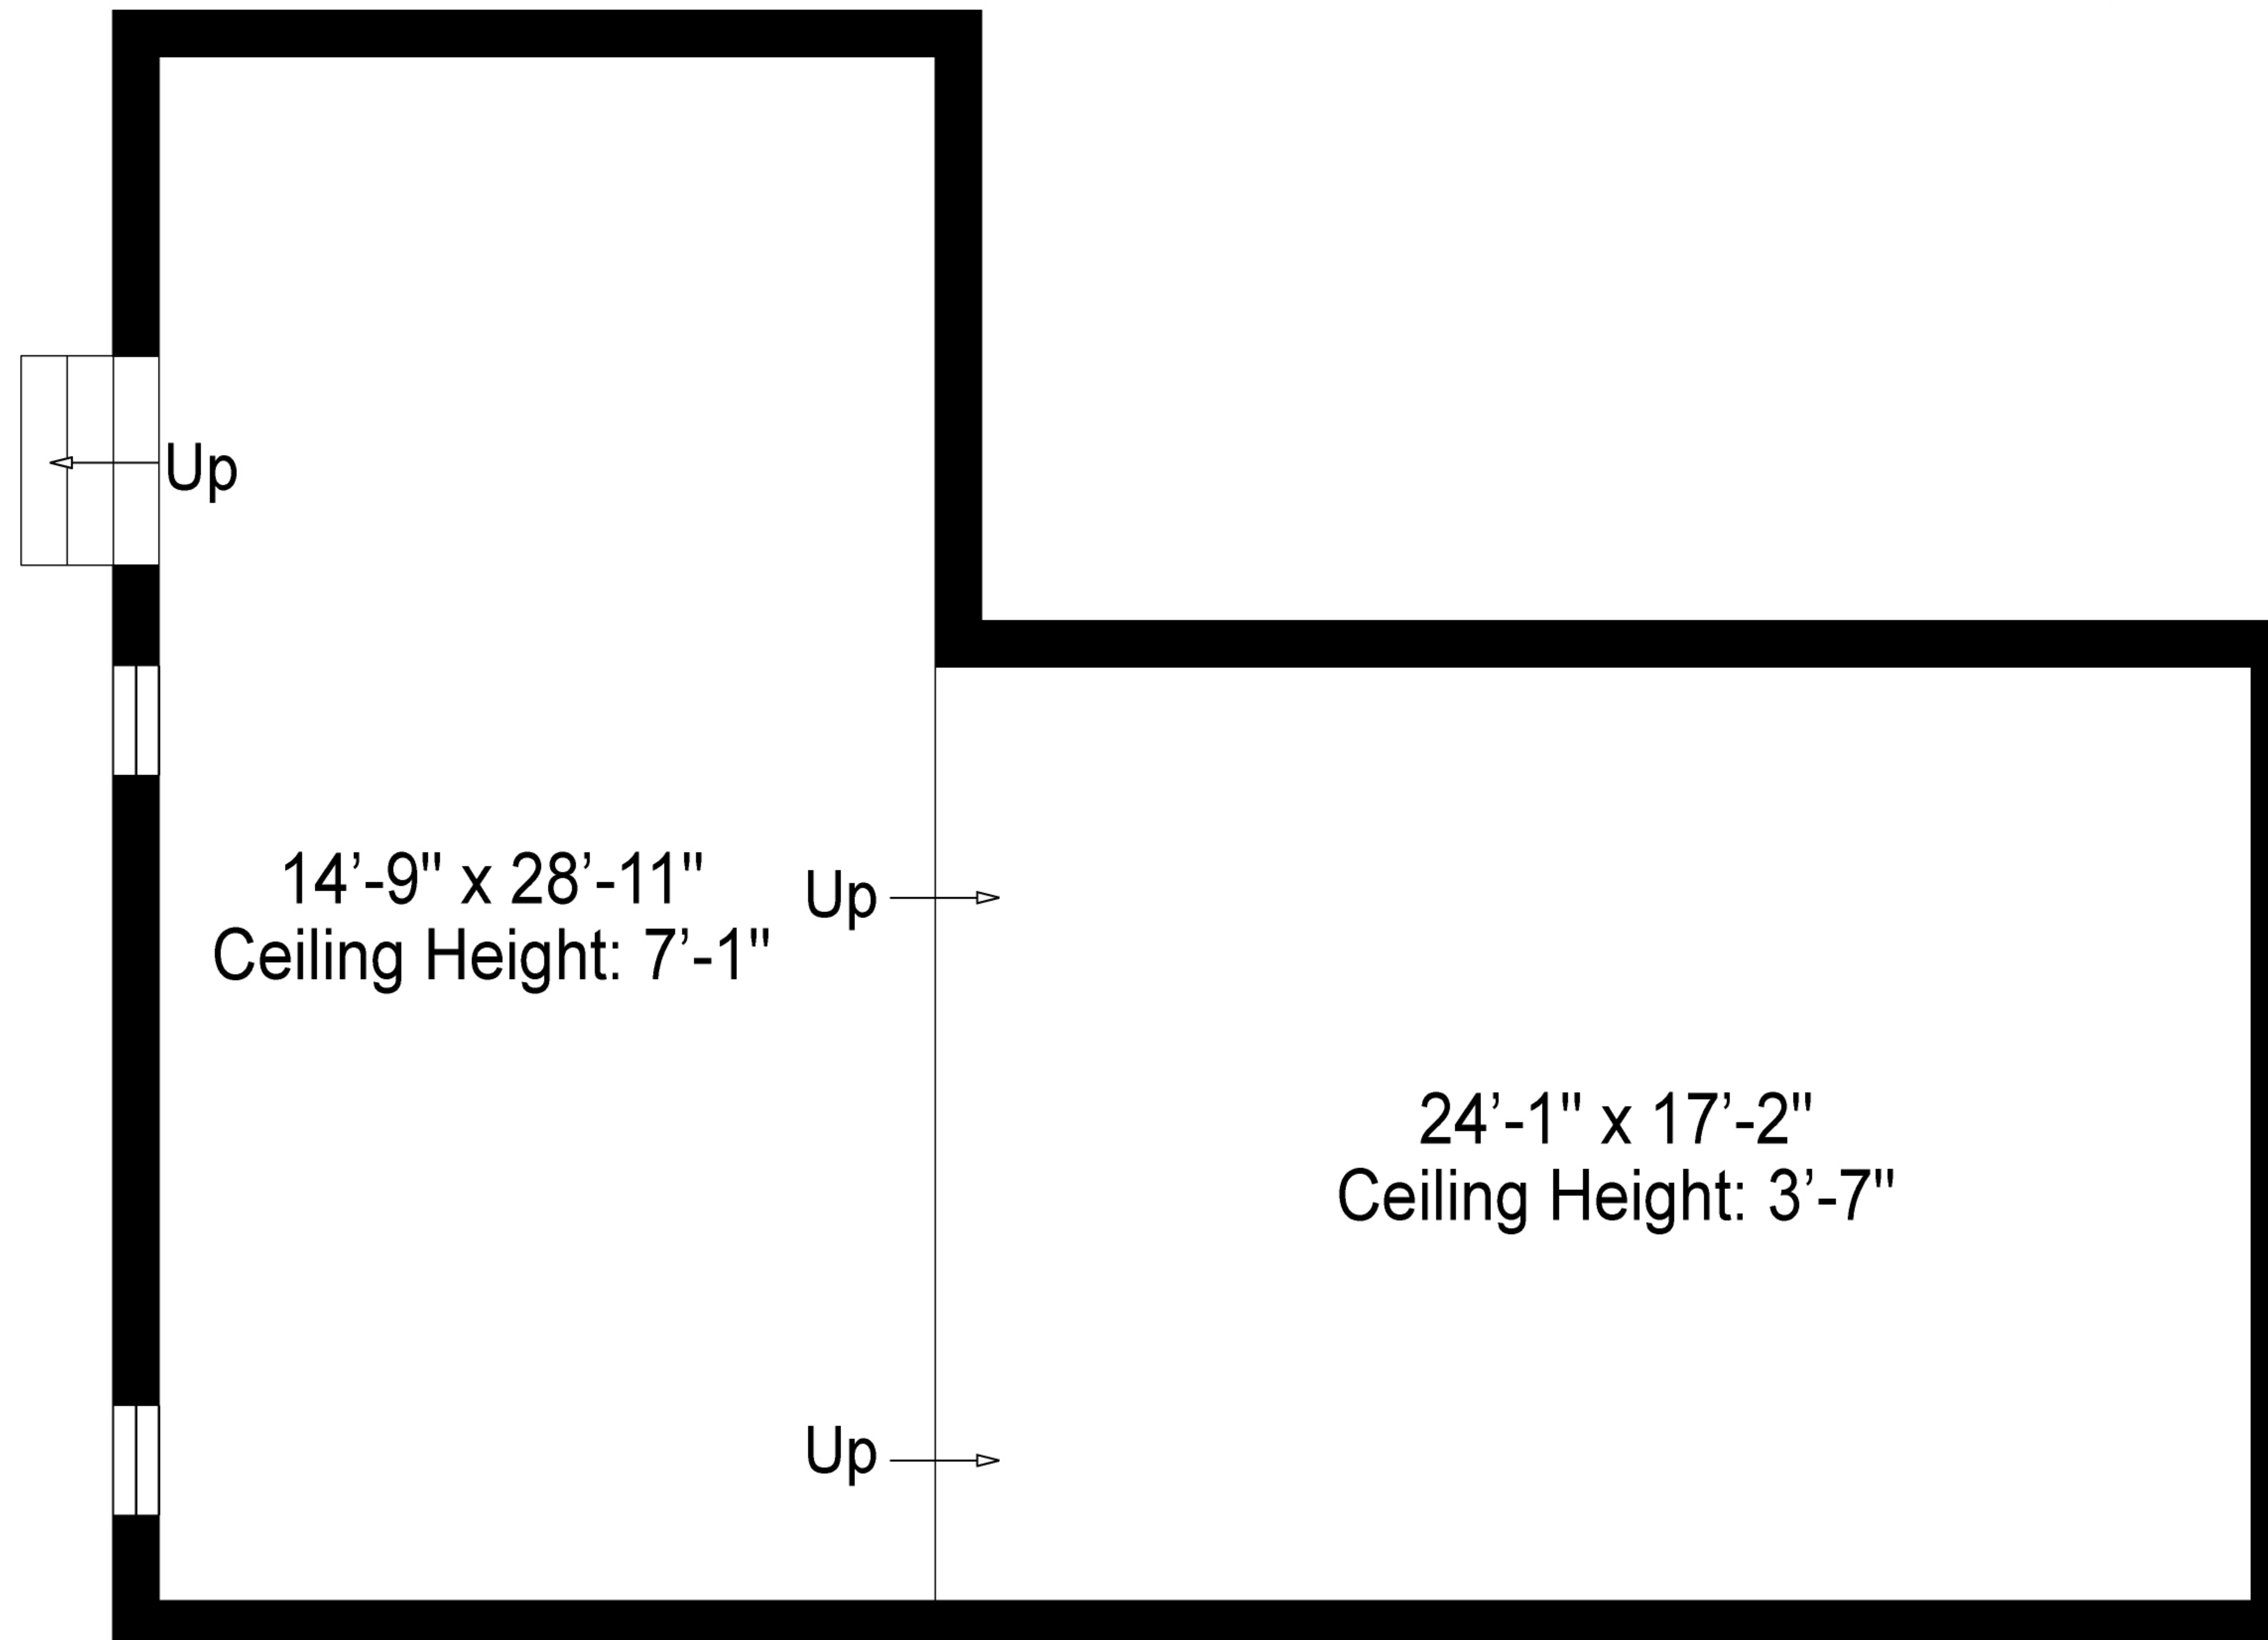 Up
14’-9" x 28’-11"
Ceiling Height: 7’-1"
Up
24’-1" x 17’-2"
Ceiling Height: 3’-7"
Up